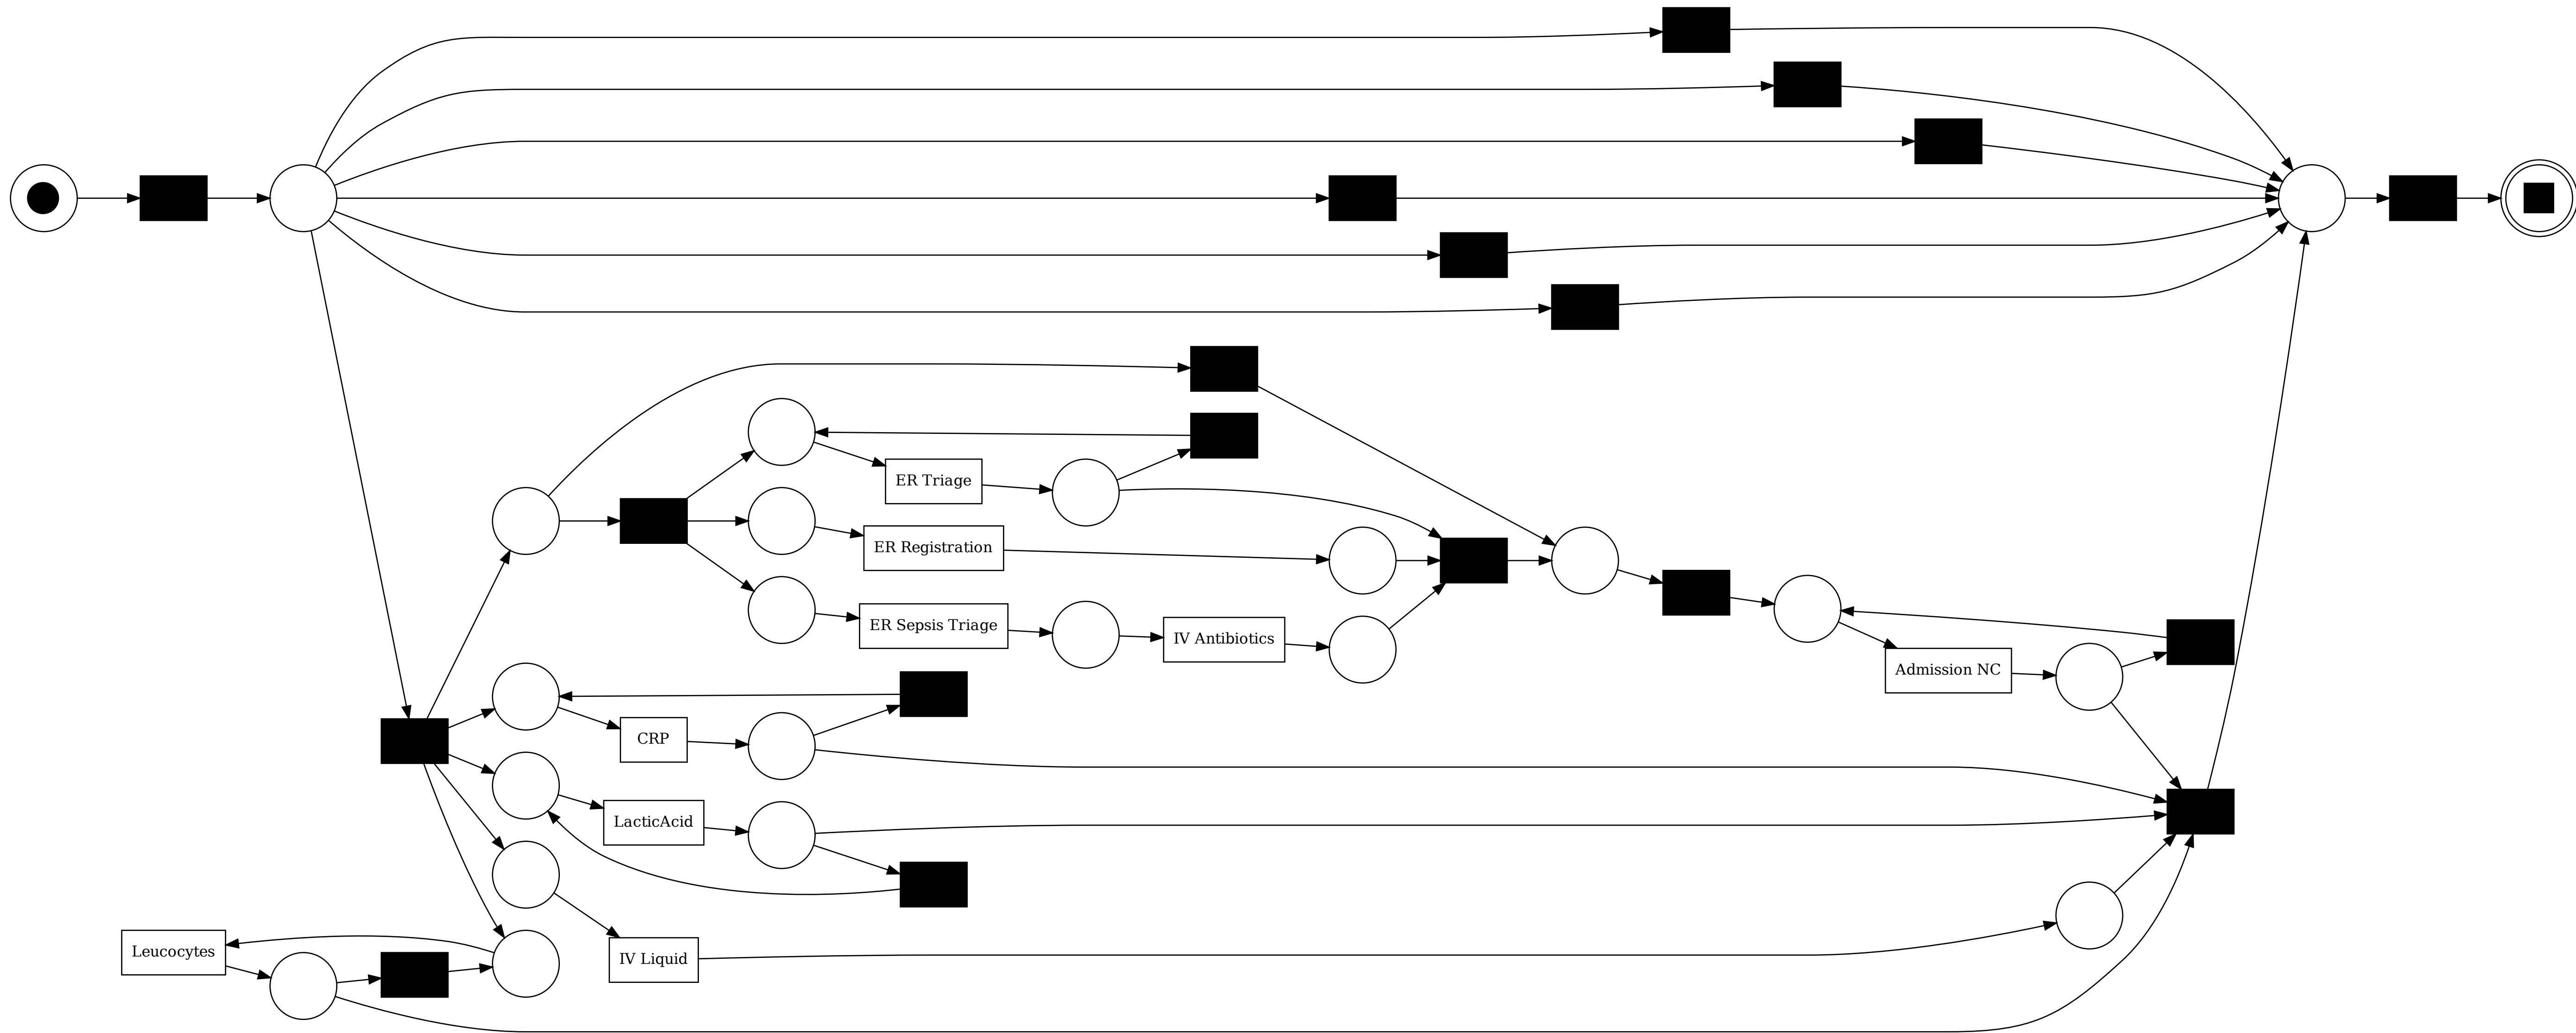 ER Triage
ER Registration
ER Sepsis Triage
IV Antibiotics
Admission NC
CRP
LacticAcid
Leucocytes
IV Liquid